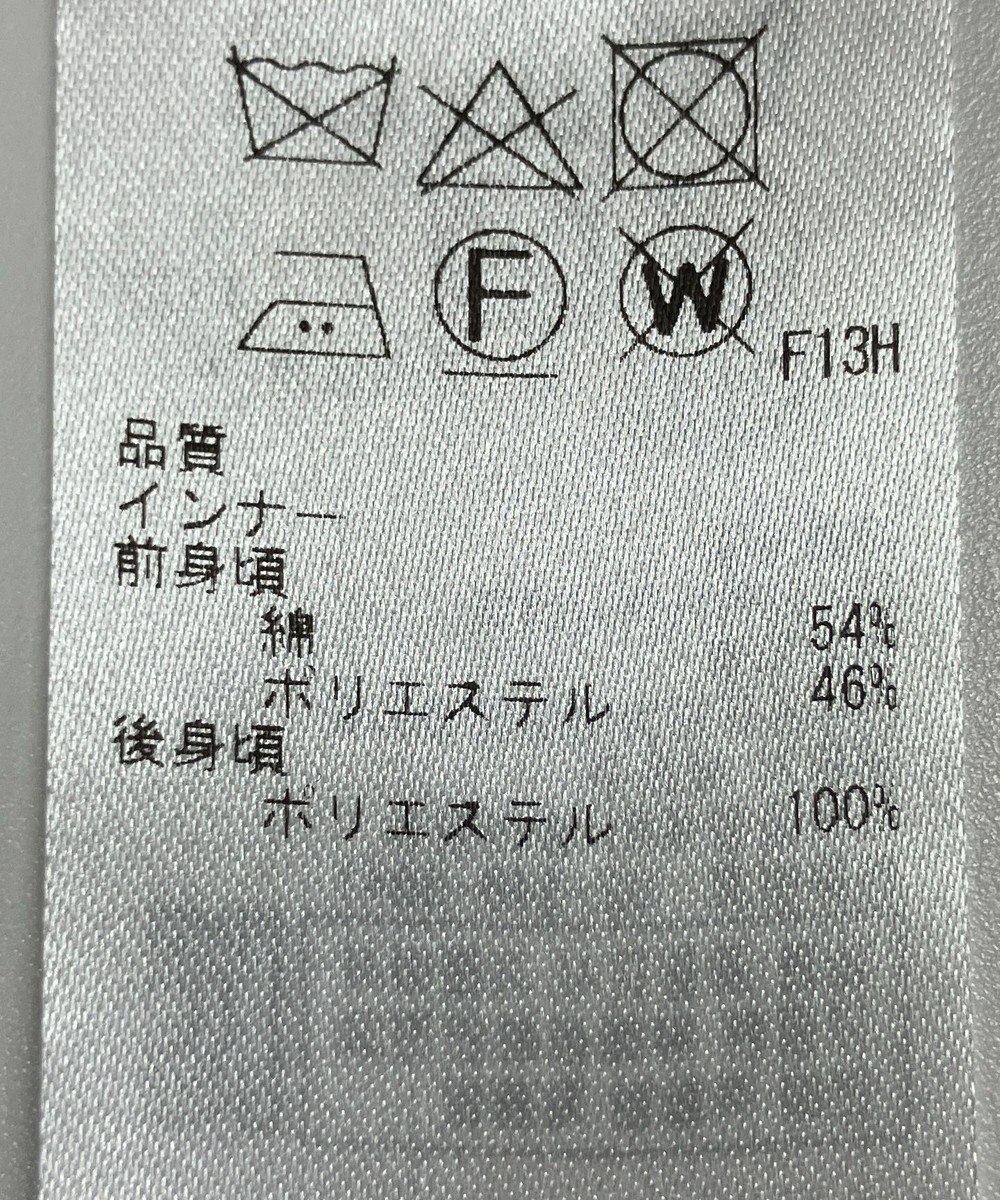 F W F13H
品質
インナー
前身頃
綿 54%
ポリエステル 46%
後身頃
ポリエステル 100%